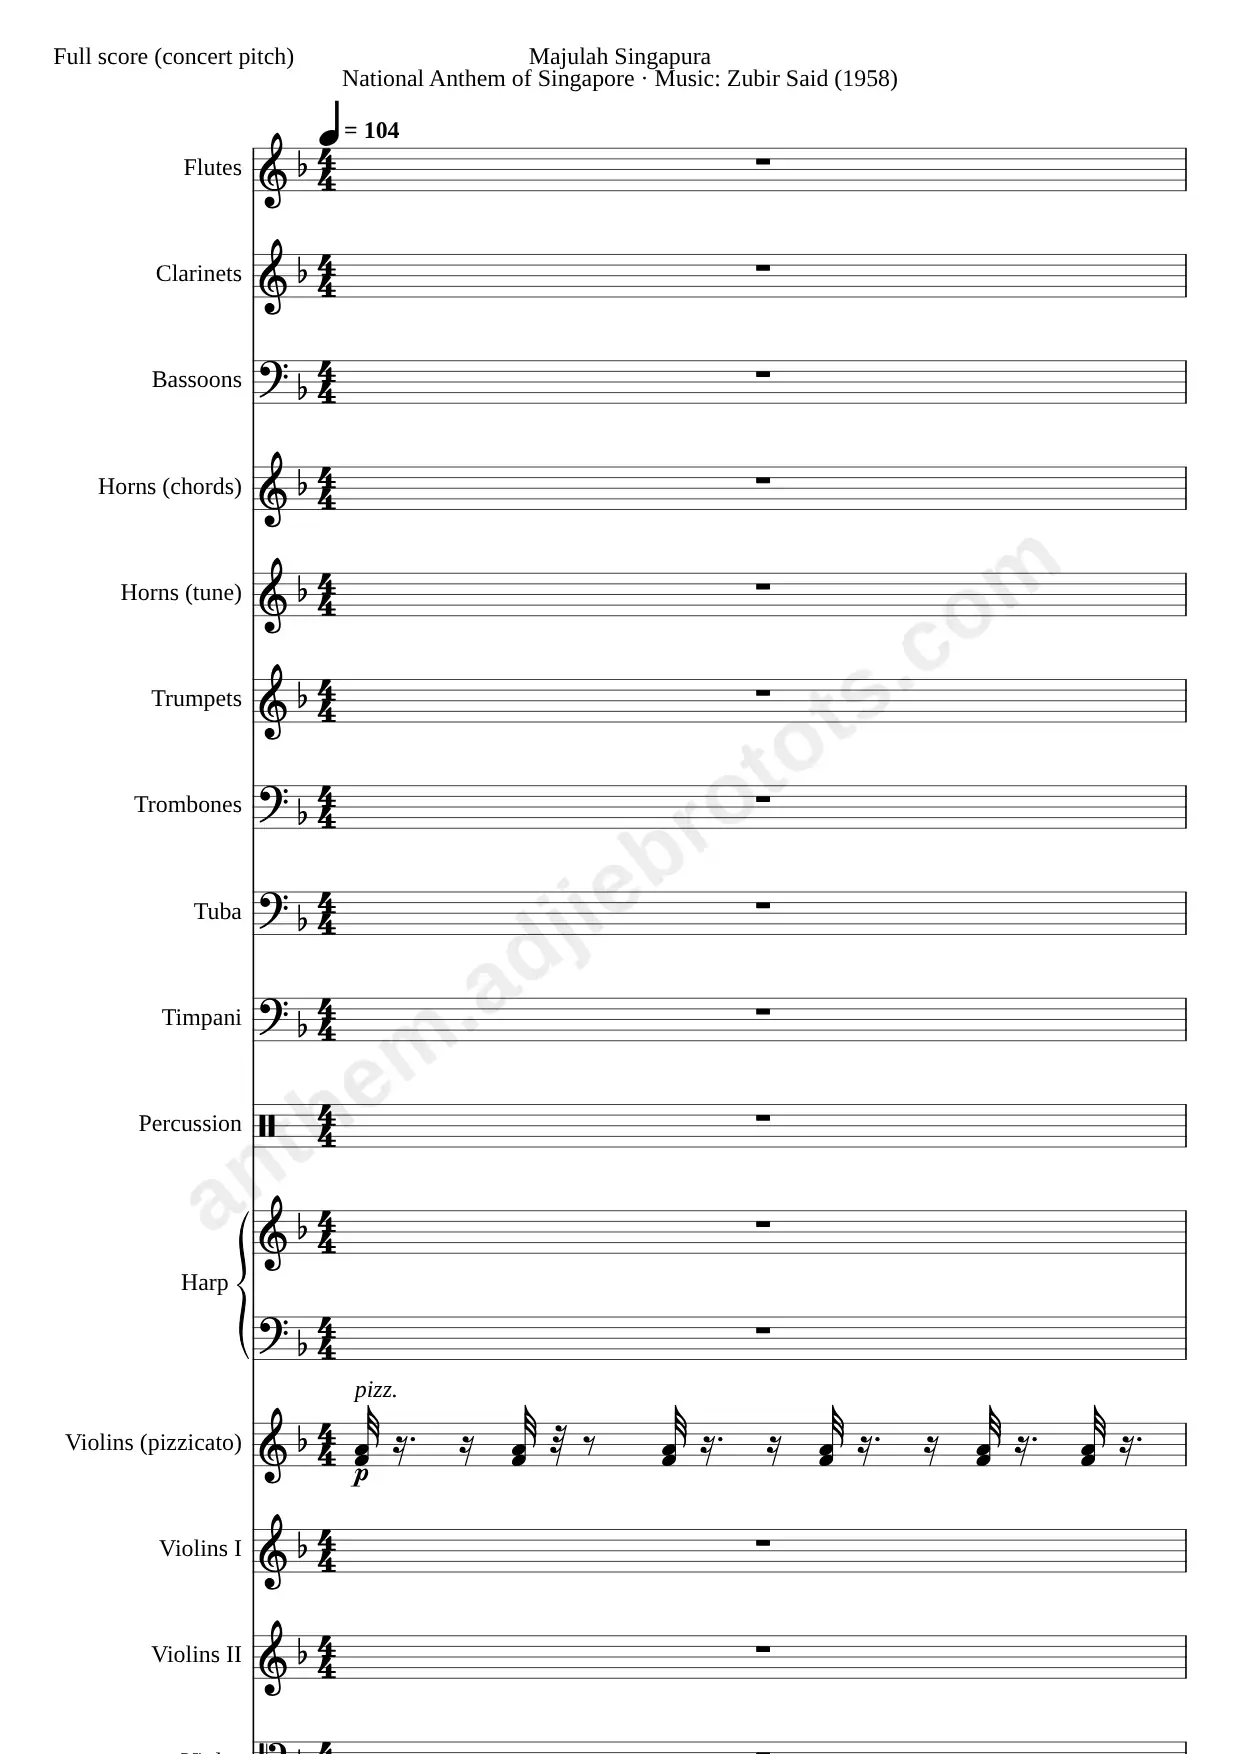 Full score (concert pitch)
Majulah Singapura
National Anthem of Singapore · Music: Zubir Said (1958)
= 104
Flutes
Clarinets
Bassoons
Horns (chords)
Horns (tune)
Trumpets
Trombones
Tuba
Timpani
Percussion
Harp
pizz.
Violins (pizzicato)
p
Violins I
Violins II
anthem.adjiebrotots.com